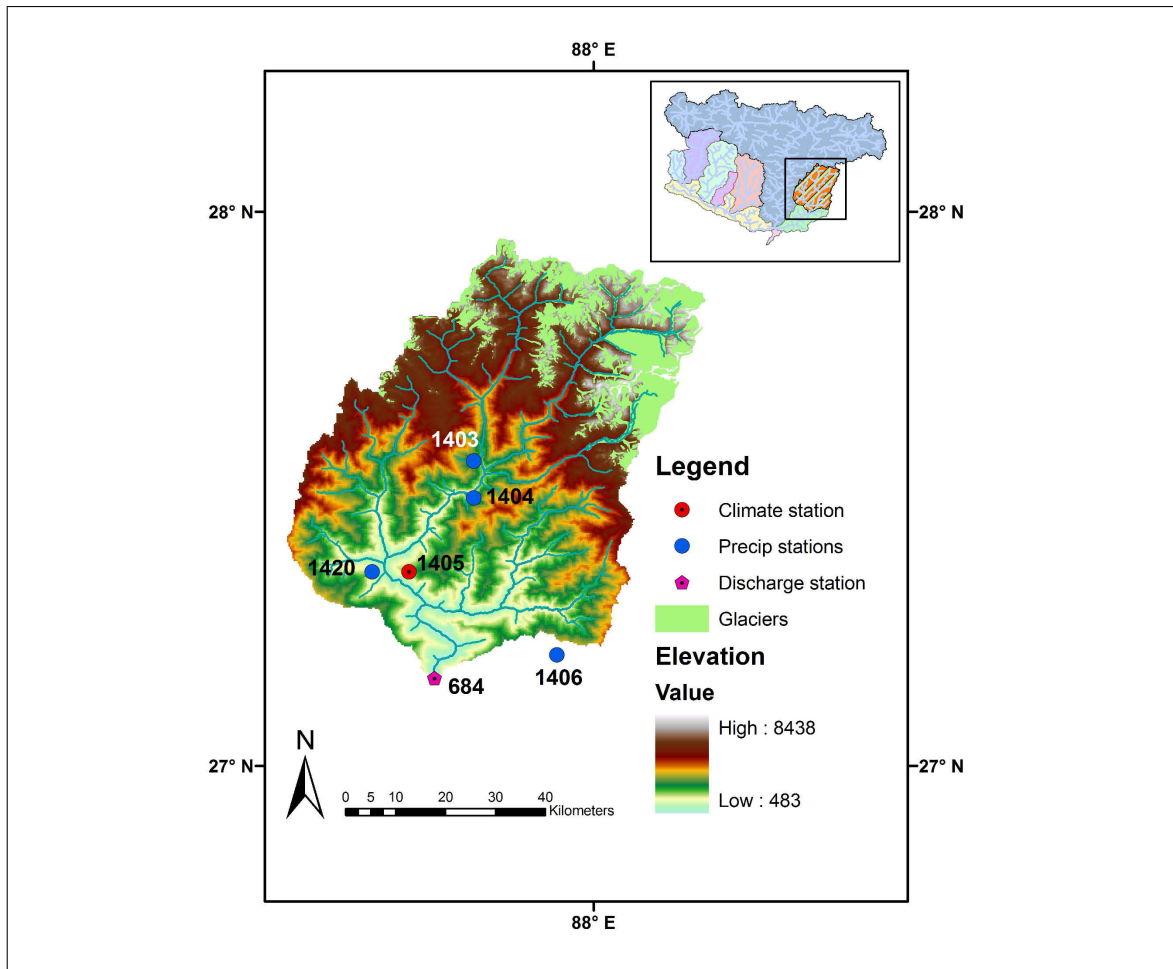 88° E
28° N
28° N
1403
1404
1420
1405
1406
684
Legend
Climate station
Precip stations
Discharge station
Glaciers
Elevation
Value
High : 8438
Low : 483
27° N
27° N
N
0 5 10 20 30 40
Kilometers
88° E